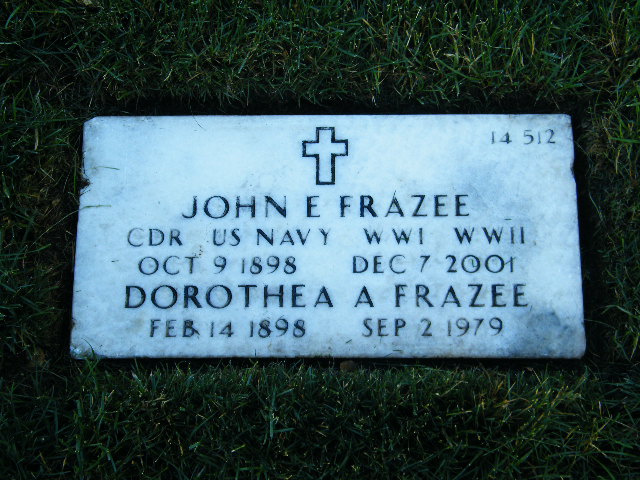 14 512
JOHN E FRAZEE
CDR US NAVY WWI WWII
OCT 9 1898 DEC 7 2001
DOROTHEA A FRAZEE
FEB 14 1898 SEP 2 1979